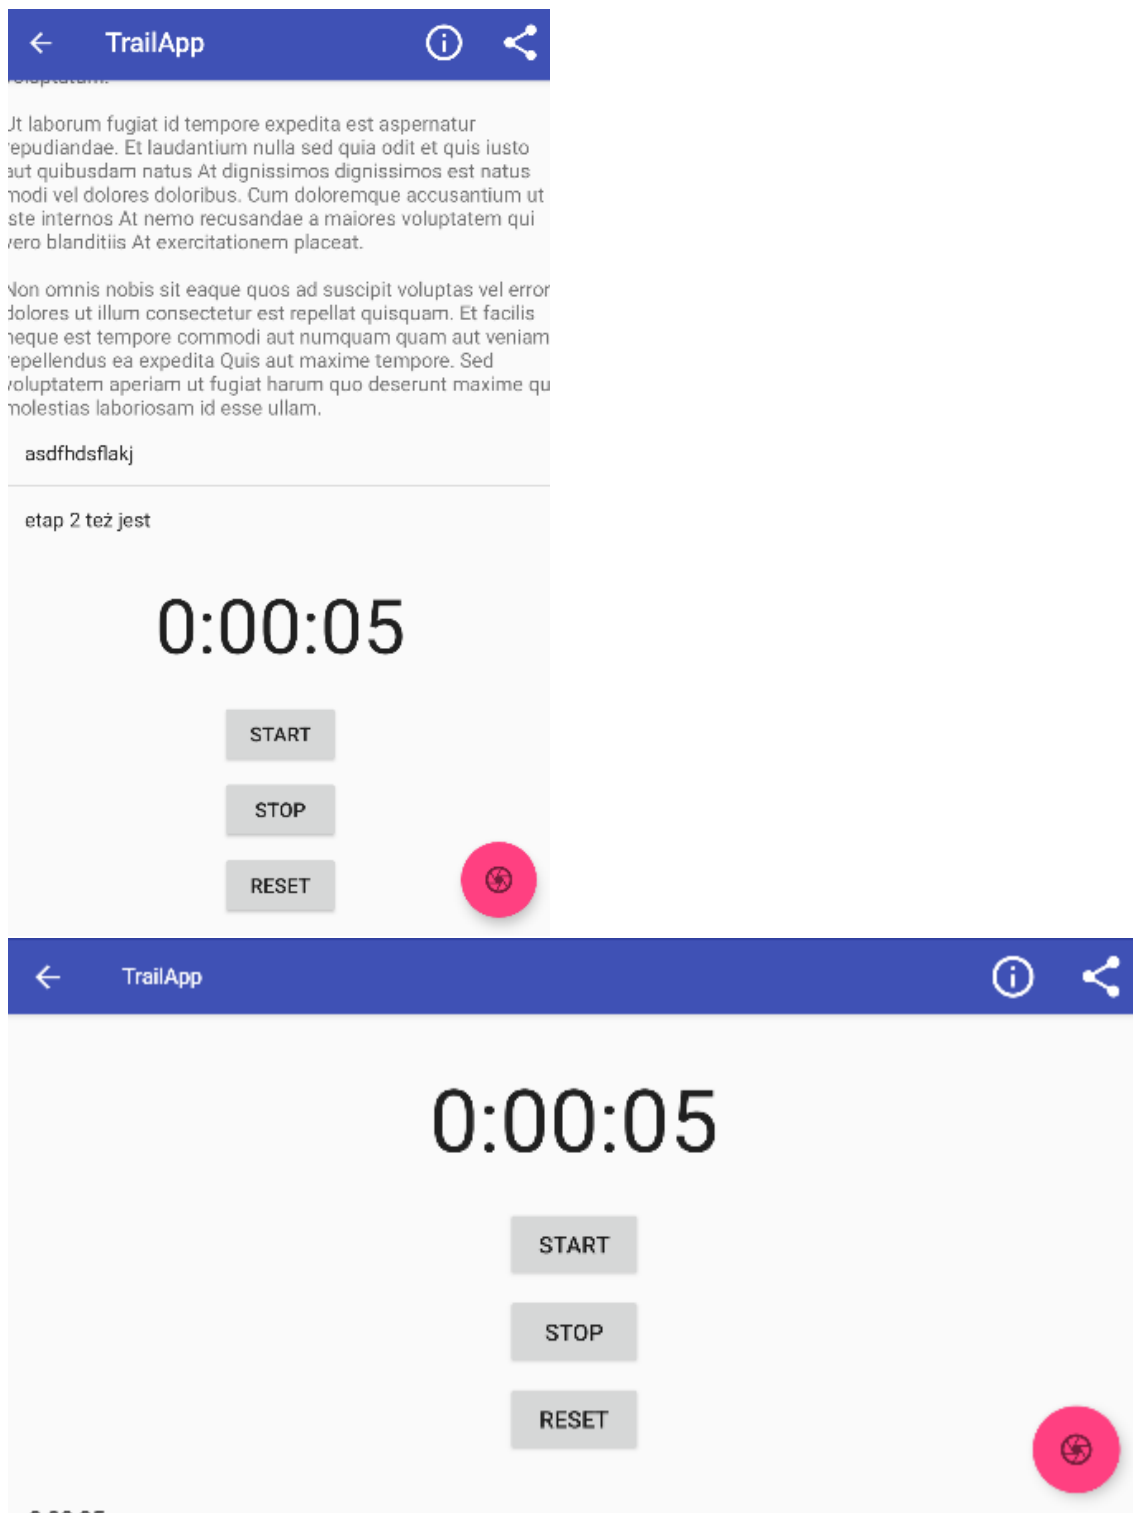 TrailApp
Ut laborum fugiat id tempore expedita est aspernatur
repudiandae. Et laudantium nulla sed quia odit et quis iusto
aut quibusdam natus At dignissimos dignissimos est natus
modi vel dolores doloribus. Cum doloremque accusantium ut
iste internos At nemo recusandae a maiores voluptatem qui
vero blanditiis At exercitationem placeat.
Non omnis nobis sit eaque quos ad suscipit voluptas vel error
dolores ut illum consectetur est repellat quisquam. Et facilis
neque est tempore commodi aut numquam quam aut veniam
repellendus ea expedita Quis aut maxime tempore. Sed
voluptatem aperiam ut fugiat harum quo deserunt maxime qu
molestias laboriosam id esse ullam.
asdfhdsflakj
etap 2 też jest
0:00:05
START
STOP
RESET
TrailApp
0:00:05
START
STOP
RESET